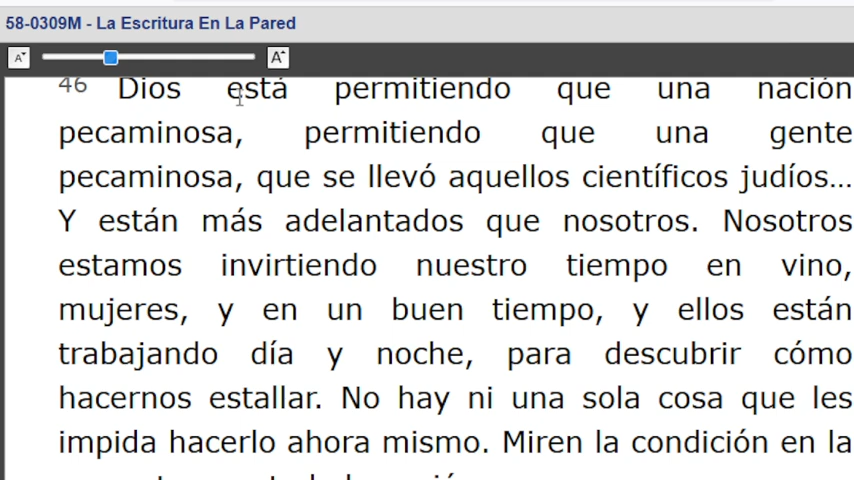 58-0309M - La Escritura En La Pared
A A
46 Dios está permitiendo que una nación
pecaminosa, permitiendo que una gente
pecaminosa, que se llevó aquellos científicos judíos...
Y están más adelantados que nosotros. Nosotros
estamos invirtiendo nuestro tiempo en vino,
mujeres, y en un buen tiempo, y ellos están
trabajando día y noche, para descubrir cómo
hacernos estallar. No hay ni una sola cosa que les
impida hacerlo ahora mismo. Miren la condición en la